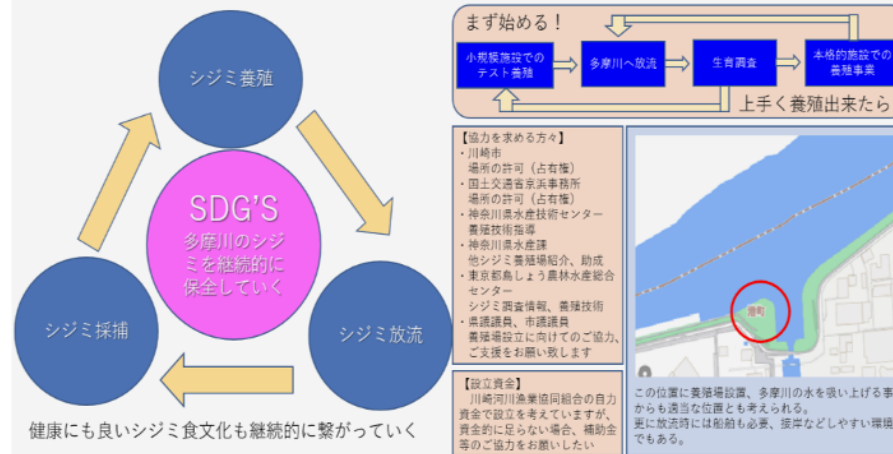 シジミ養殖
SDG'S
多摩川のシジ
ミを継続的に
保全していく
シジミ採捕
シジミ放流
健康にも良いシジミ食文化も継続的に繋がっていく
まず始める!
小規模施設での
テスト養殖
多摩川へ放流
生育調査
本格的施設での
養殖事業
上手く養殖出来たら
【協力を求める方々】
・川崎市
場所の許可(占有権)
・国土交通省京浜事務所
場所の許可(占有権)
・神奈川県水産技術センター
養殖技術指導
・神奈川県水産課
他シジミ養殖場紹介、助成
・東京都島しょう農林水産総合
センター
シジミ調査情報、養殖技術
・県議議員、市議議員
養殖場設立に向けてのご協力、
ご支援をお願い致します
【設立資金】
川崎河川漁業協同組合の自力
資金で設立を考えていますが、
資金的に足らない場合、補助金
等のご協力をお願いしたい
港町
この位置に養殖場設置、多摩川の水を吸い上げる事
からも適当な位置とも考えられる。
更に放流時には船舶も必要、接岸などしやすい環境
でもある。